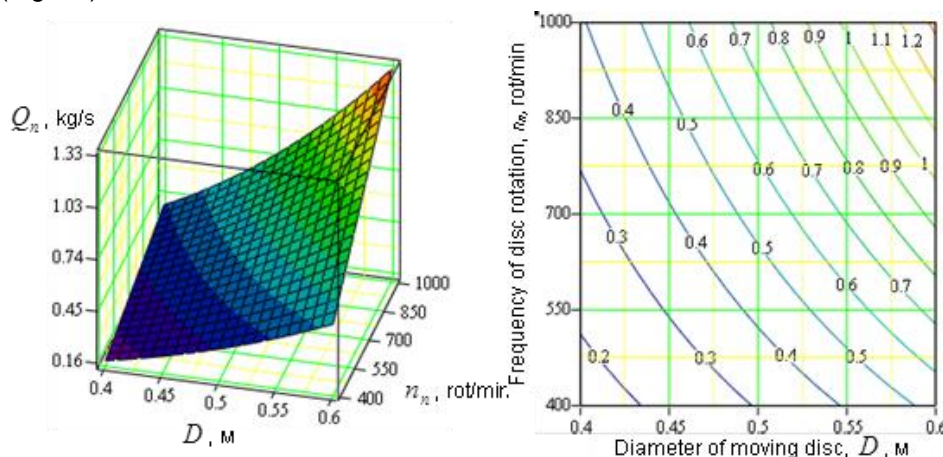 Q_n, kg/s
1.33
1.03
0.74
0.45
0.16
0.4
0.45
0.5
0.55
0.6
D, м
1000
850
700
550
400
n_n, rot/mir.
Frequency of disc rotation, n_n, rot/min
1000
850
700
550
400
0.6 0.7 0.8 0.9 1 1.1 1.2
0.4 0.5
0.6 0.7 0.8 0.9 1
0.3 0.4 0.5
0.6 0.7
0.2 0.3 0.4 0.5
0.4 0.45 0.5 0.55 0.6
Diameter of moving disc, D, м